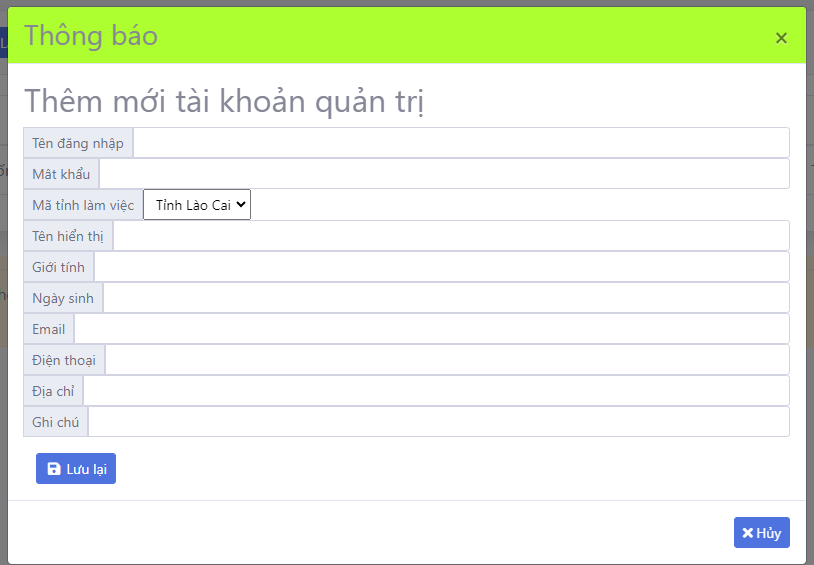 Thông báo
×
Thêm mới tài khoản quản trị
Tên đăng nhập
Mât khẩu
Mã tỉnh làm việc Tỉnh Lào Cai
Tên hiển thị
Giới tính
Ngày sinh
Email
Điện thoại
Địa chỉ
Ghi chú
Lưu lại
Hủy